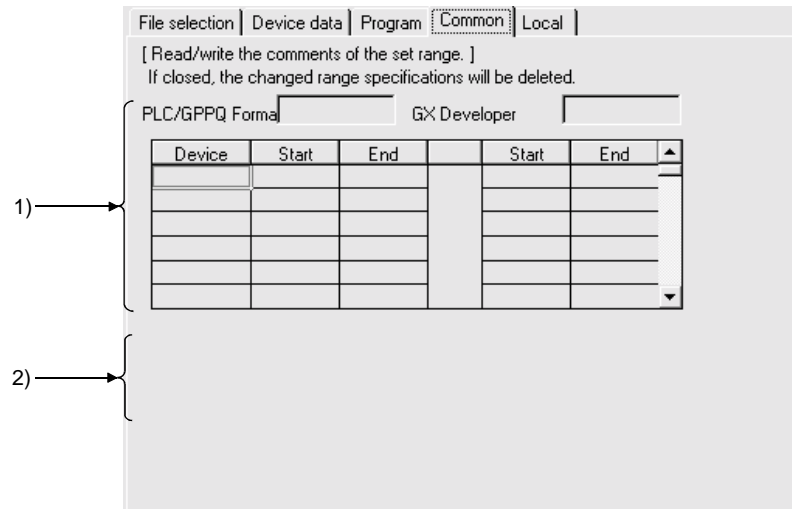 File selection Device data Program Common Local
[ Read/write the comments of the set range. ]
If closed, the changed range specifications will be deleted.
PLC/GPPQ Forma GX Developer
Device Start End Start End
1)
2)